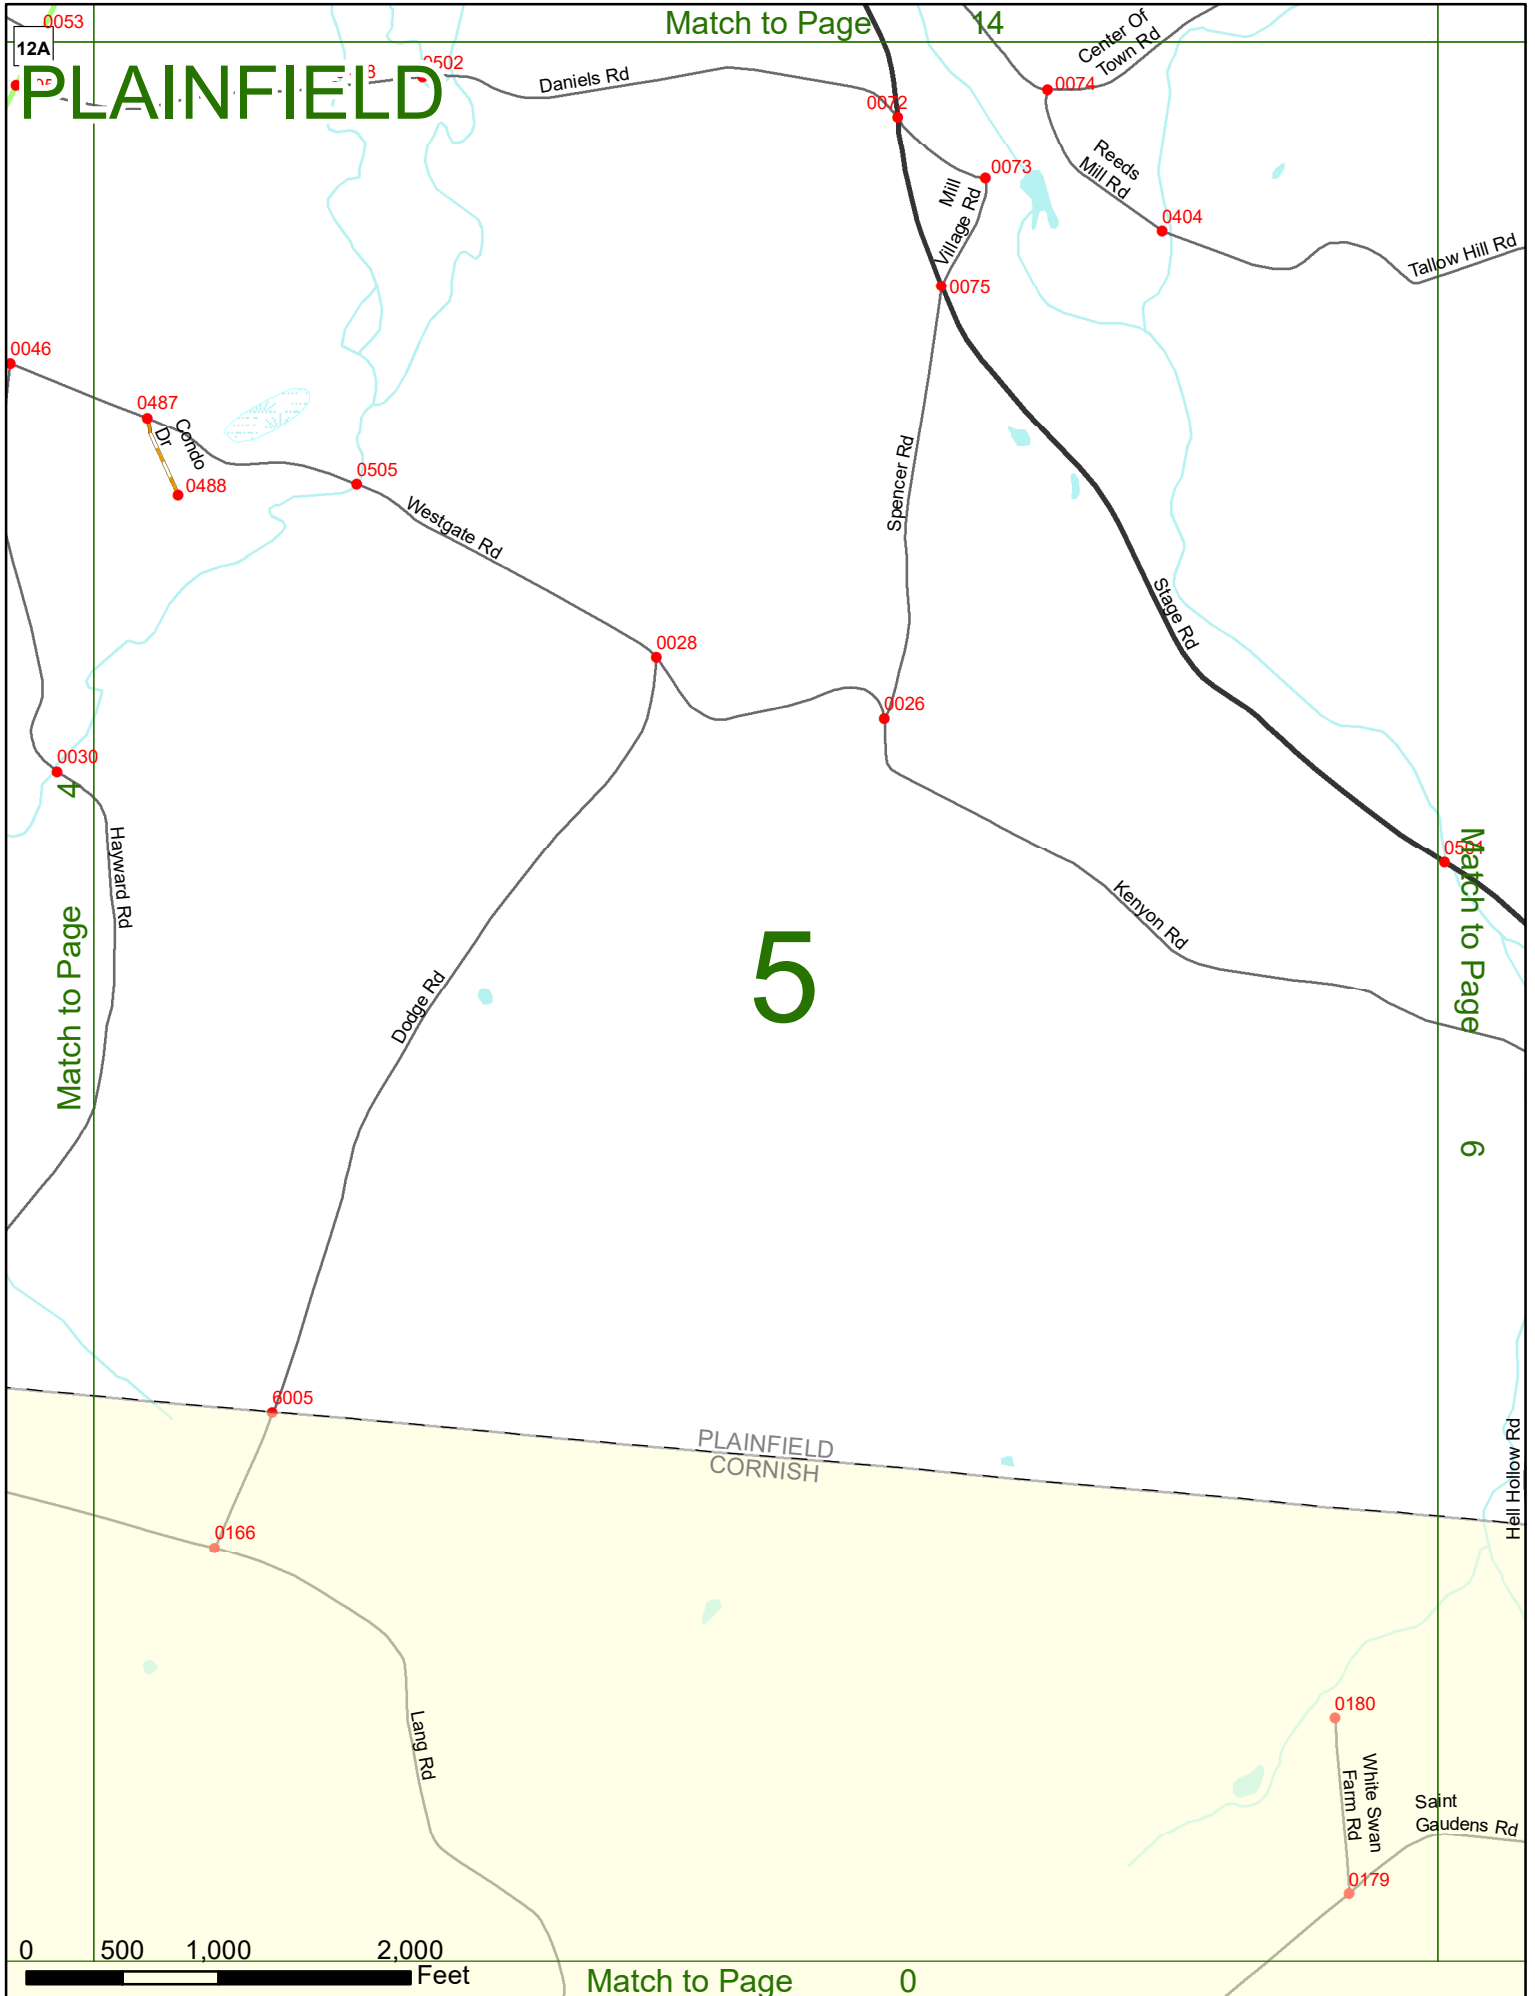 Match to Page 14
0053
12A
PLAINFIELD
0502
Daniels Rd
Center Of
Town Rd
0074
0072
0073
Reeds
Mill Rd
Mill
Village Rd
0404
Tallow Hill Rd
0075
0046
0487
Condo
Dr
0488
0505
Westgate Rd
Spencer Rd
Stage Rd
0028
0026
0030
4
Match to Page
Hayward Rd
0501
Match to Page
6
Kenyon Rd
5
Dodge Rd
6005
PLAINFIELD
CORNISH
Hell Hollow Rd
0166
Lang Rd
0180
White Swan
Farm Rd
Saint
Gaudens Rd
0179
0 500 1,000 2,000
Feet
Match to Page 0